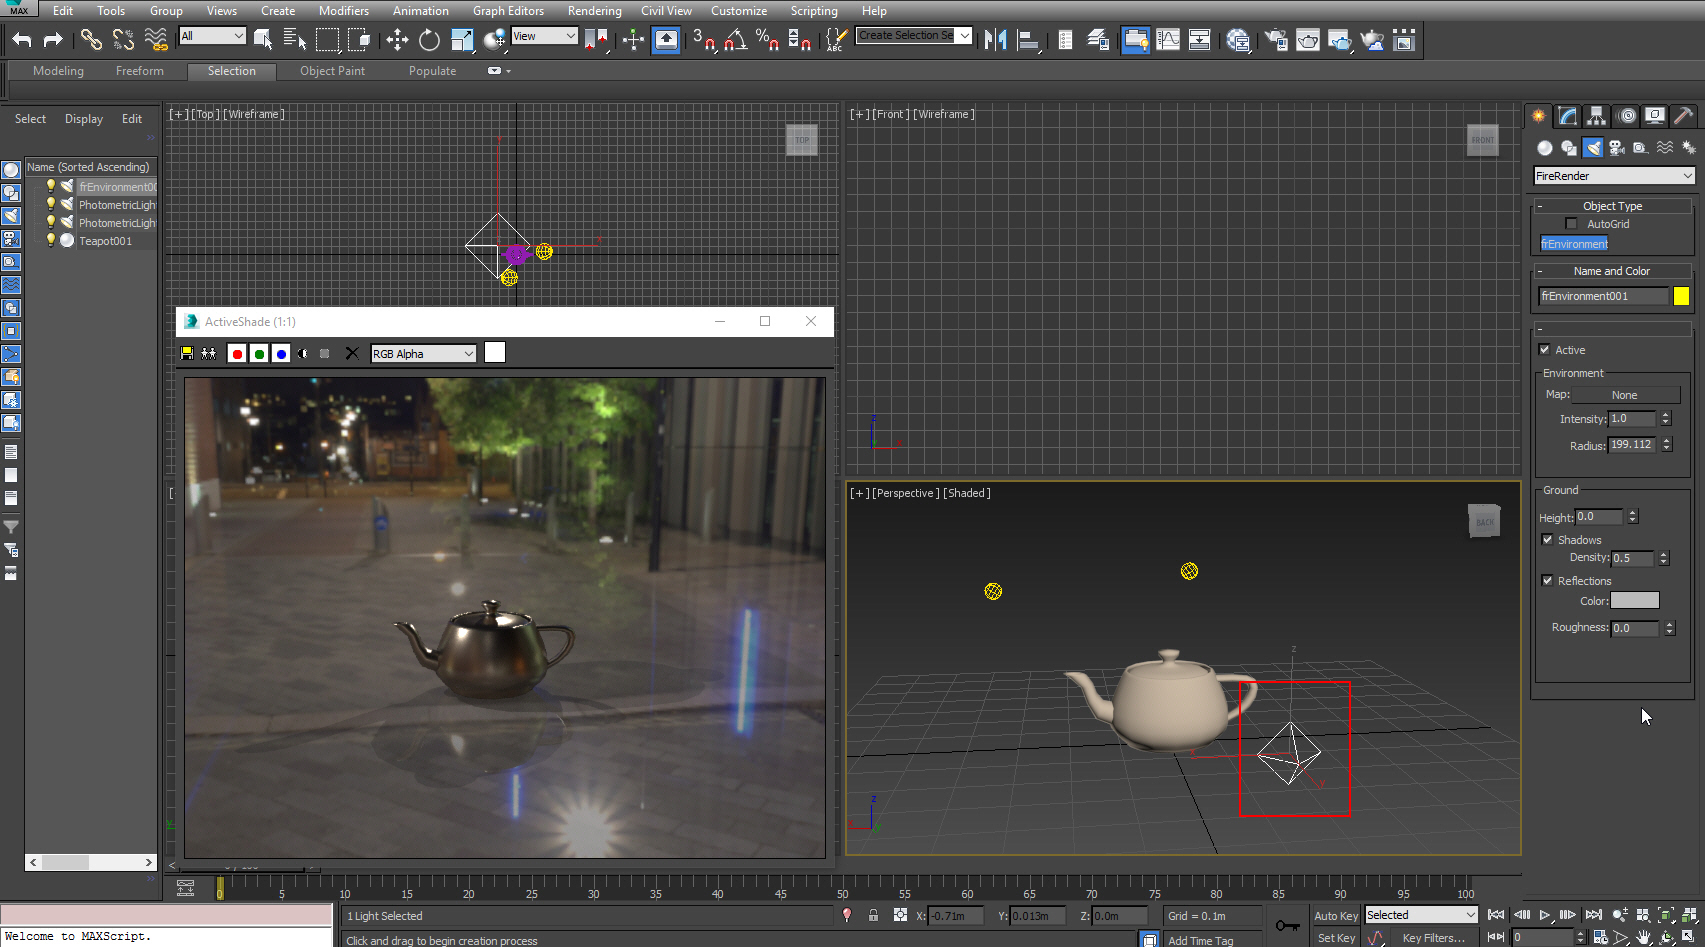 MAX Edit Tools Group Views Create Modifiers Animation Graph Editors Rendering Civil View Customize Scripting Help
All View 3 % ABC Create Selection Se
Modeling Freeform Selection Object Paint Populate
Select Display Edit
Name (Sorted Ascending)
frEnvironment00
PhotometricLigh
PhotometricLigh
Teapot001
[+] [Top] [Wireframe]
TOP
x
[+] [Front] [Wireframe]
FRONT
z
ActiveShade (1:1)
RGB Alpha
[+] [Perspective] [Shaded]
BACK
z
x
y
z
y
FireRender
- Object Type
AutoGrid
frEnvironment
- Name and Color
frEnvironment001
-
Active
Environment
Map: None
Intensity: 1.0
Radius: 199.112
Ground
Height: 0.0
Shadows
Density: 0.5
Reflections
Color:
Roughness: 0.0
0 5 10 15 20 25 30 35 40 45 50 55 60 65 70 75 80 85 90 95 100
1 Light Selected X: -0.71m Y: 0.013m Z: 0.0m Grid = 0.1m Auto Key Selected
Welcome to MAXScript. Click and drag to begin creation process Add Time Tag Set Key Key Filters... 0